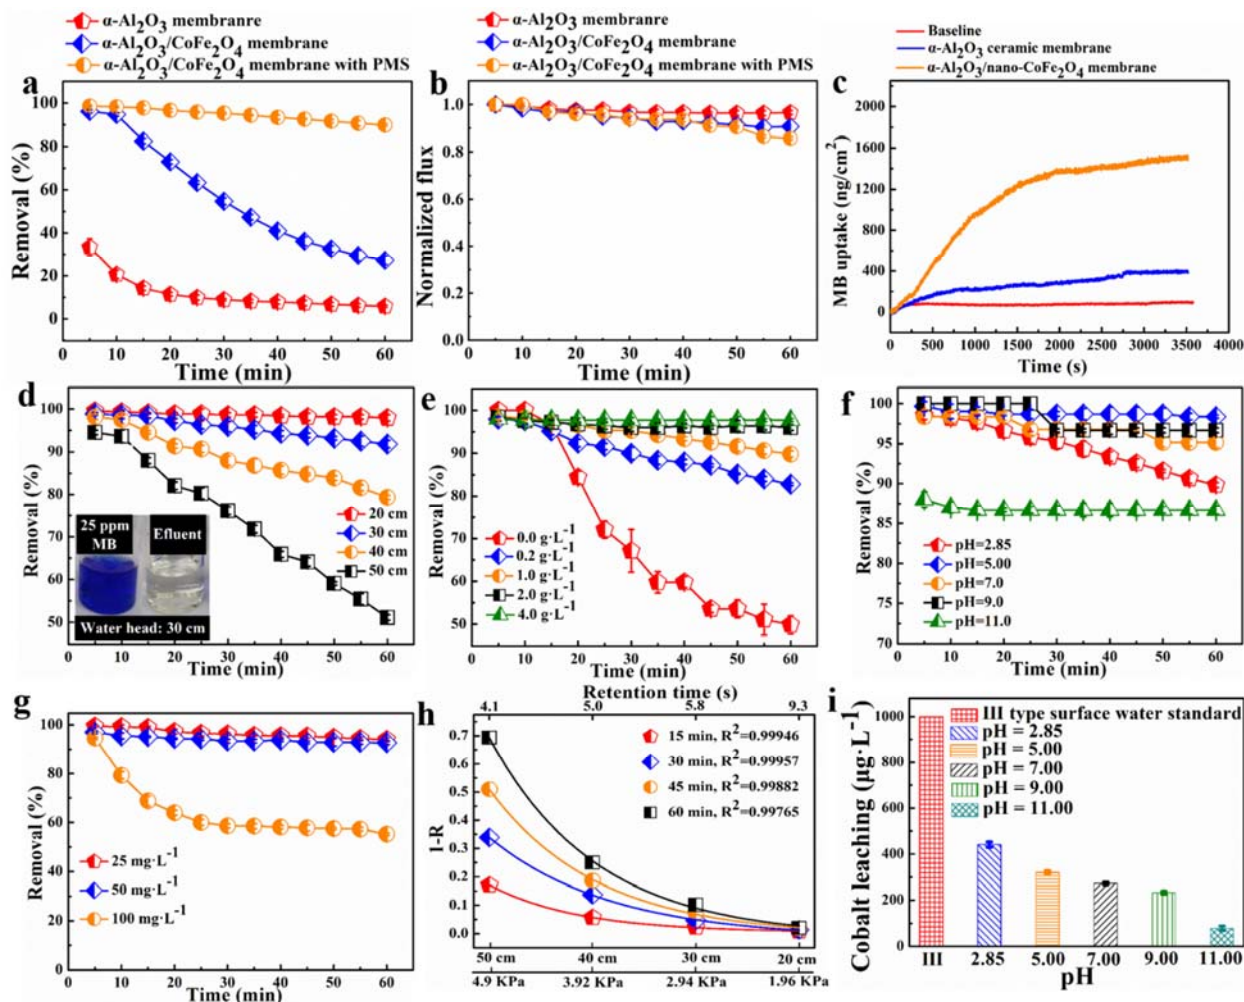 α-Al2O3 membranre
α-Al2O3/CoFe2O4 membrane
α-Al2O3/CoFe2O4 membrane with PMS
a
100
80
60
40
20
0
Removal (%)
0 10 20 30 40 50 60
Time (min)
α-Al2O3 membranre
α-Al2O3/CoFe2O4 membrane
α-Al2O3/CoFe2O4 membrane with PMS
b
1.0
0.8
0.6
0.4
0.2
0.0
Normalized flux
0 10 20 30 40 50 60
Time (min)
Baseline
α-Al2O3 ceramic membrane
α-Al2O3/nano-CoFe2O4 membrane
c
2000
1600
1200
800
400
0
MB uptake (ng/cm2)
0 500 1000 1500 2000 2500 3000 3500 4000
Time (s)
d
100
90
80
70
60
50
Removal (%)
20 cm
30 cm
40 cm
50 cm
25 ppm
MB
Efluent
Water head: 30 cm
0 10 20 30 40 50 60
Time (min)
e
100
90
80
70
60
50
Removal (%)
0.0 g·L-1
0.2 g·L-1
1.0 g·L-1
2.0 g·L-1
4.0 g·L-1
0 10 20 30 40 50 60
Time (min)
f
100
95
90
85
80
75
70
Removal (%)
pH=2.85
pH=5.00
pH=7.0
pH=9.0
pH=11.0
0 10 20 30 40 50 60
Time (min)
g
100
80
60
40
20
0
Removal (%)
25 mg·L-1
50 mg·L-1
100 mg·L-1
0 10 20 30 40 50 60
Time (min)
Retention time (s)
4.1 5.0 5.8 9.3
h
0.7
0.6
0.5
0.4
0.3
0.2
0.1
0.0
1-R
15 min, R2=0.99946
30 min, R2=0.99957
45 min, R2=0.99882
60 min, R2=0.99765
50 cm 40 cm 30 cm 20 cm
4.9 KPa 3.92 KPa 2.94 KPa 1.96 KPa
i
1000
800
600
400
200
0
Cobalt leaching (μg·L-1)
III type surface water standard
pH = 2.85
pH = 5.00
pH = 7.00
pH = 9.00
pH = 11.00
III 2.85 5.00 7.00 9.00 11.00
pH